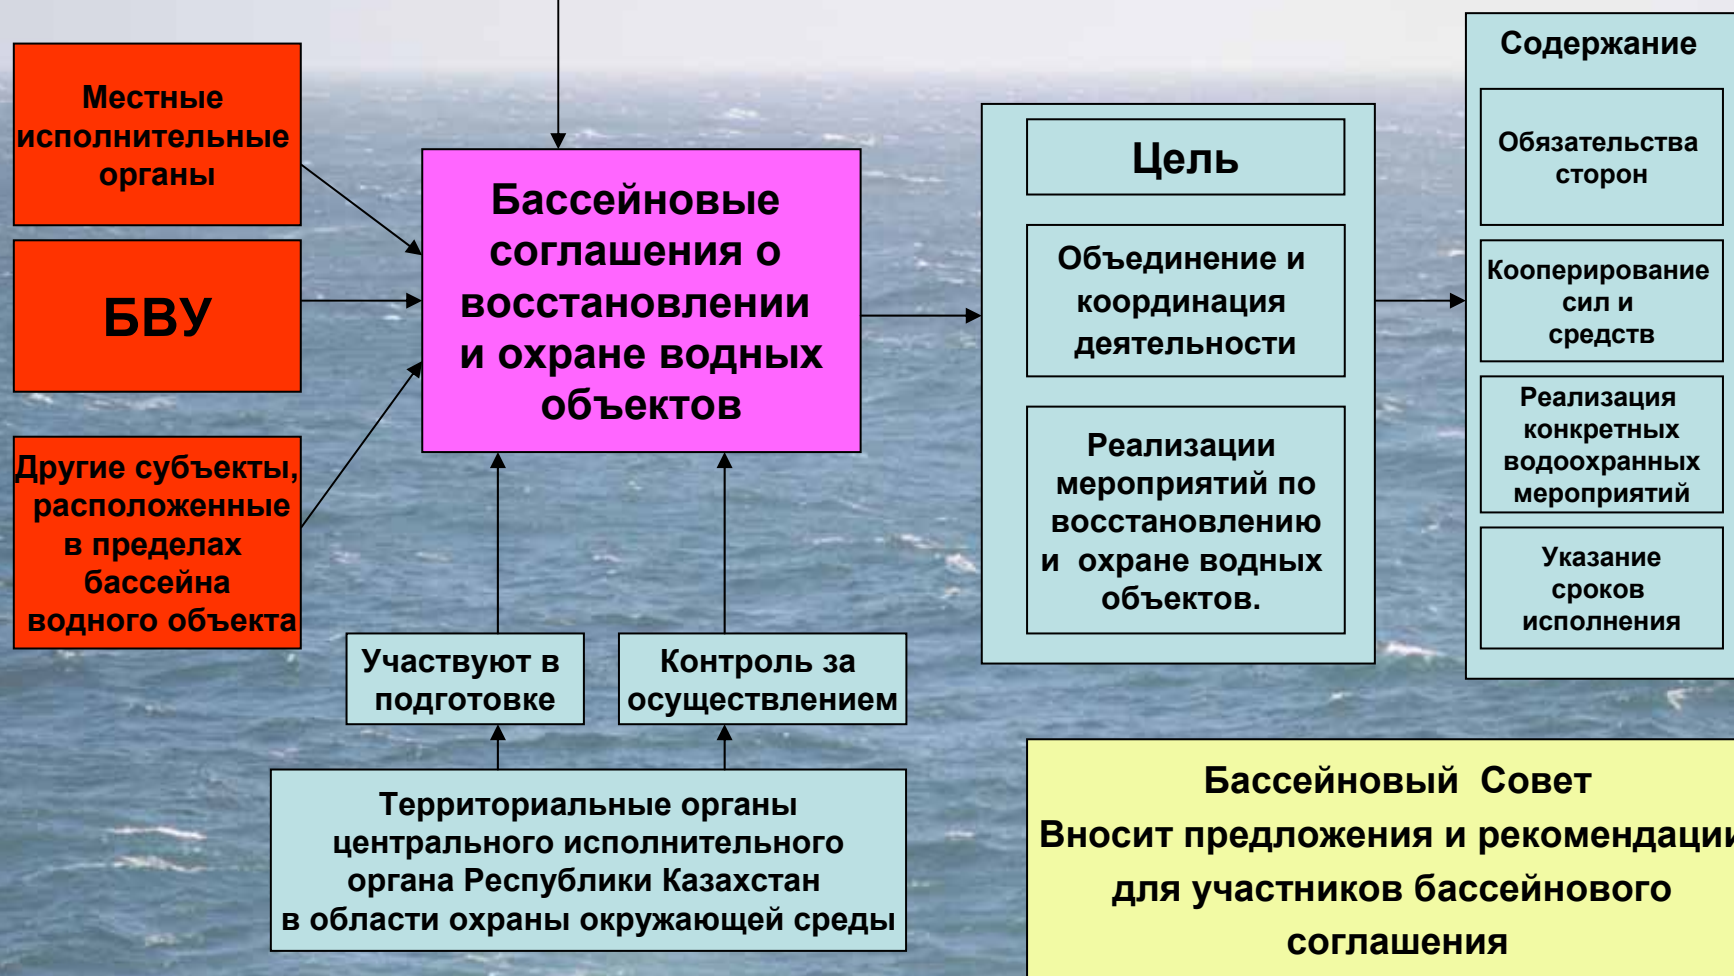 Местные
исполнительные
органы
БВУ
Другие субъекты,
расположенные
в пределах
бассейна
водного объекта
Бассейновые
соглашения о
восстановлении
и охране водных
объектов
Участвуют в
подготовке
Контроль за
осуществлением
Территориальные органы
центрального исполнительного
органа Республики Казахстан
в области охраны окружающей среды
Цель
Объединение и
координация
деятельности
Реализации
мероприятий по
восстановлению
и охране водных
объектов.
Содержание
Обязательства
сторон
Кооперирование
сил и
средств
Реализация
конкретных
водоохранных
мероприятий
Указание
сроков
исполнения
Бассейновый Совет
Вносит предложения и рекомендации
для участников бассейнового
соглашения